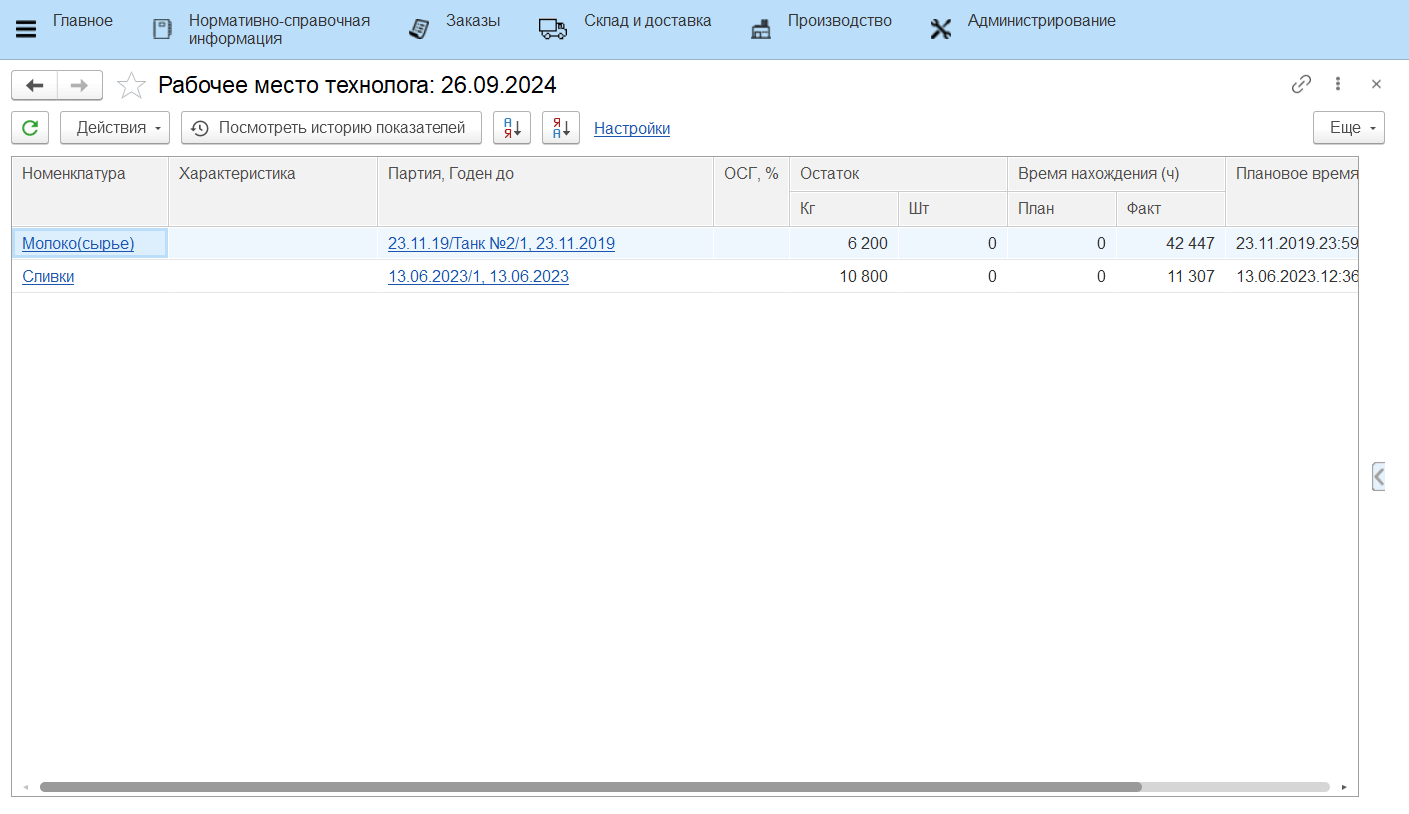 Главное
Нормативно-справочная
информация
Заказы
Склад и доставка
Производство
Администрирование
Рабочее место технолога: 26.09.2024
Действия
Посмотреть историю показателей
А
Я
Я
А
Настройки
Еще
Номенклатура
Характеристика
Партия, Годен до
ОСГ, %
Остаток
Время нахождения (ч)
Плановое время
Кг
Шт
План
Факт
Молоко(сырье)
23.11.19/Танк №2/1, 23.11.2019
6 200
0
0
42 447
23.11.2019.23:59
Сливки
13.06.2023/1, 13.06.2023
10 800
0
0
11 307
13.06.2023.12:36